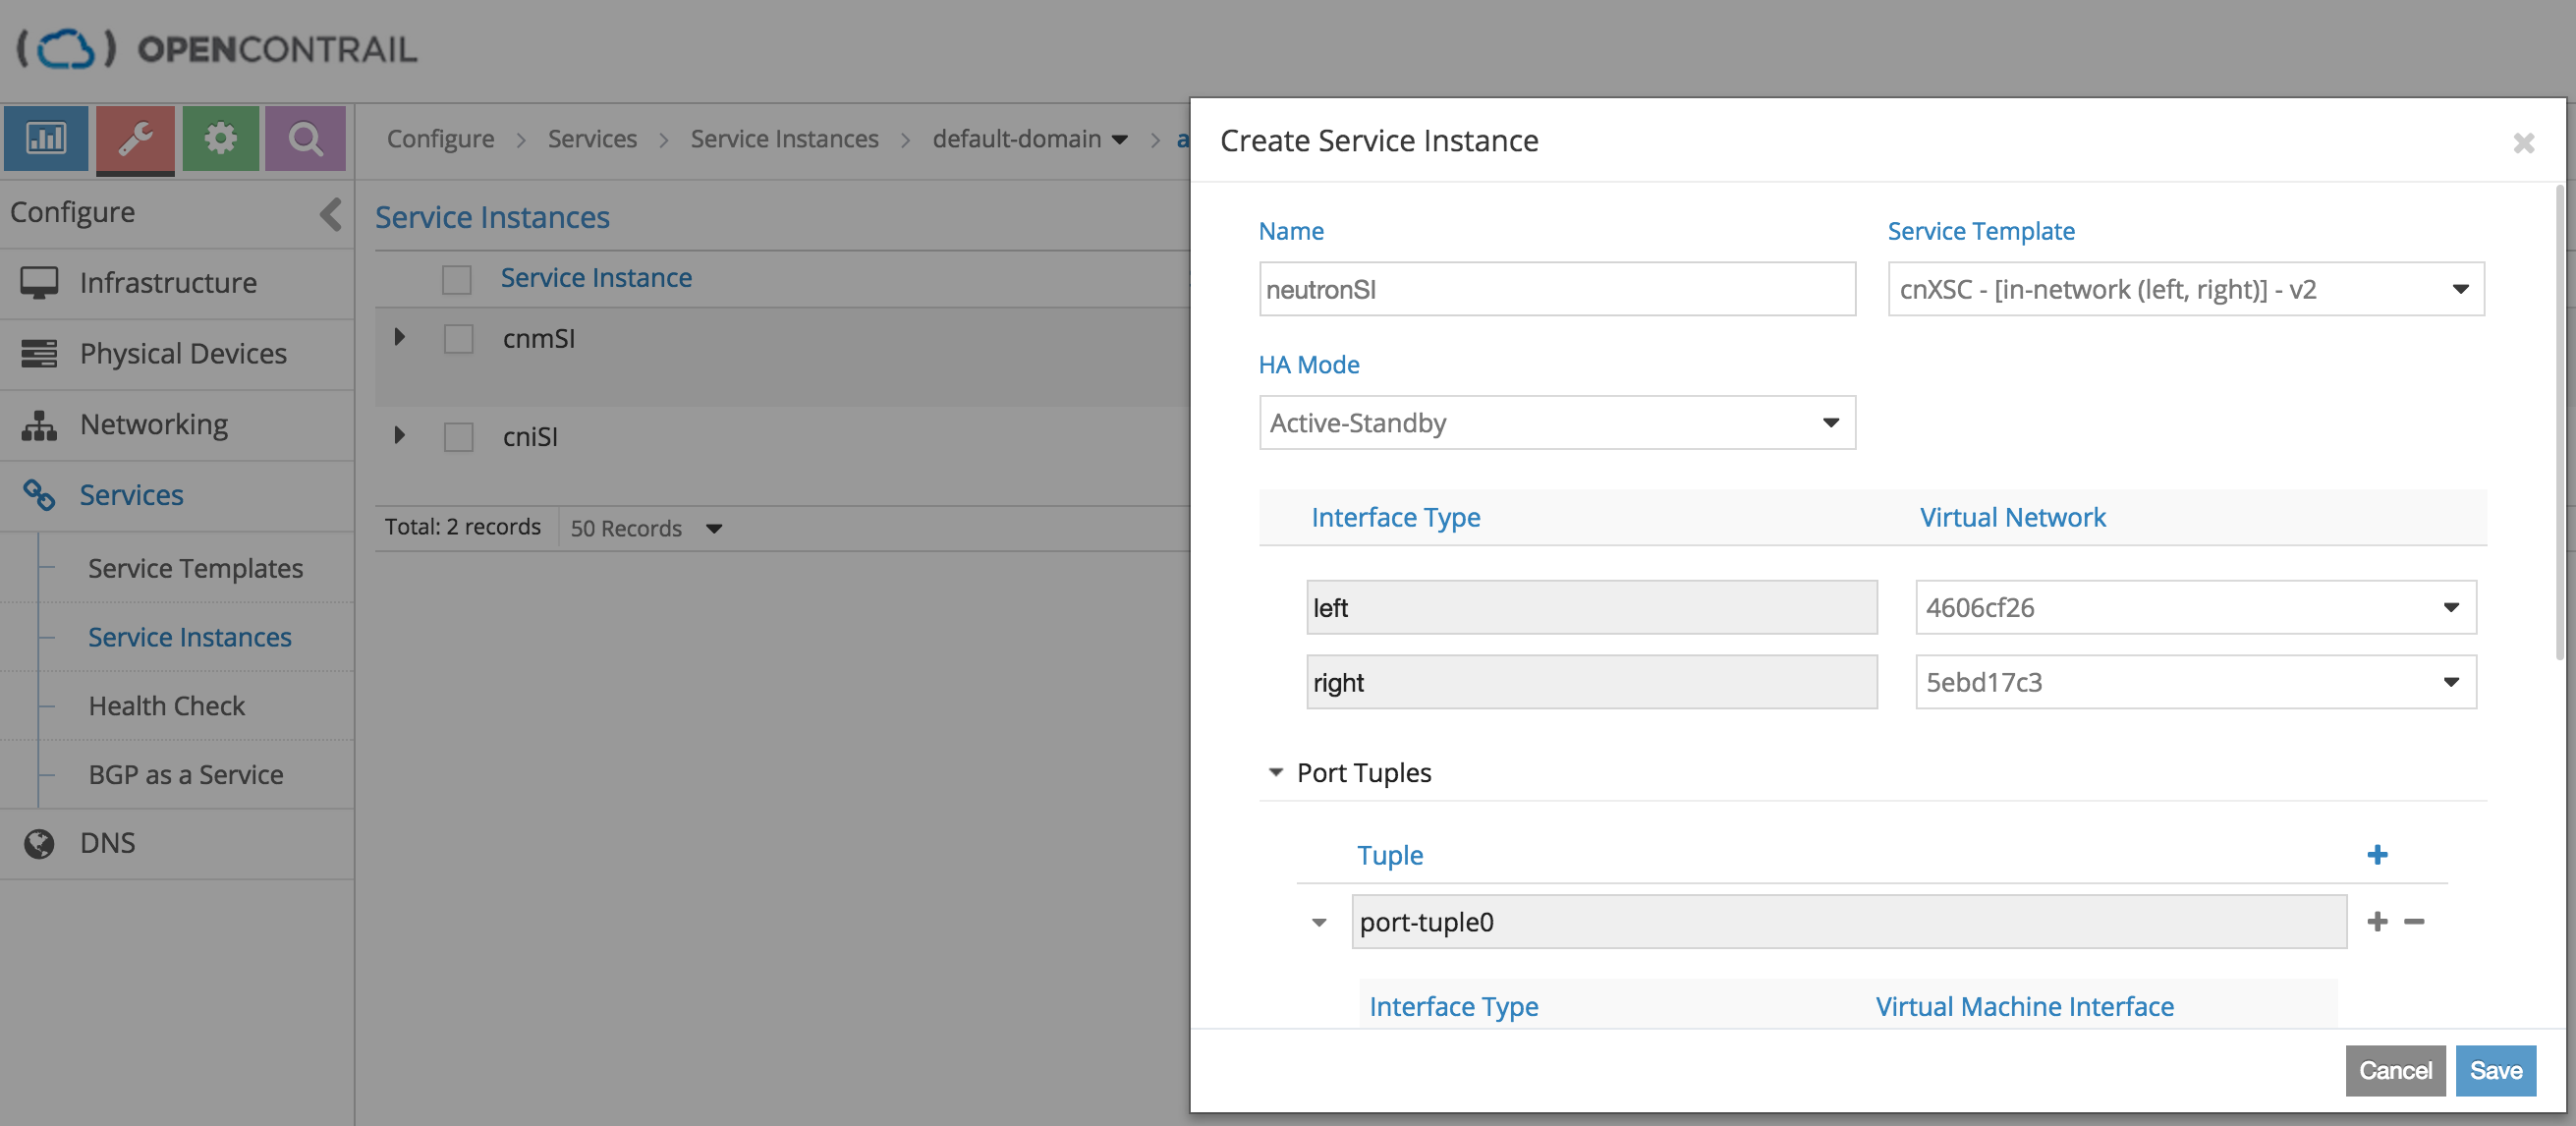 OPENCONTRAIL
Configure > Services > Service Instances > default-domain >
Configure
Infrastructure
Physical Devices
Networking
Services
Service Templates
Service Instances
Health Check
BGP as a Service
DNS
Service Instances
Service Instance
cnmSI
cniSI
Total: 2 records 50 Records
Create Service Instance
Name Service Template
neutronSI cnXSC - [in-network (left, right)] - v2
HA Mode
Active-Standby
Interface Type Virtual Network
left 4606cf26
right 5ebd17c3
Port Tuples
Tuple
port-tuple0
Interface Type Virtual Machine Interface
Cancel Save